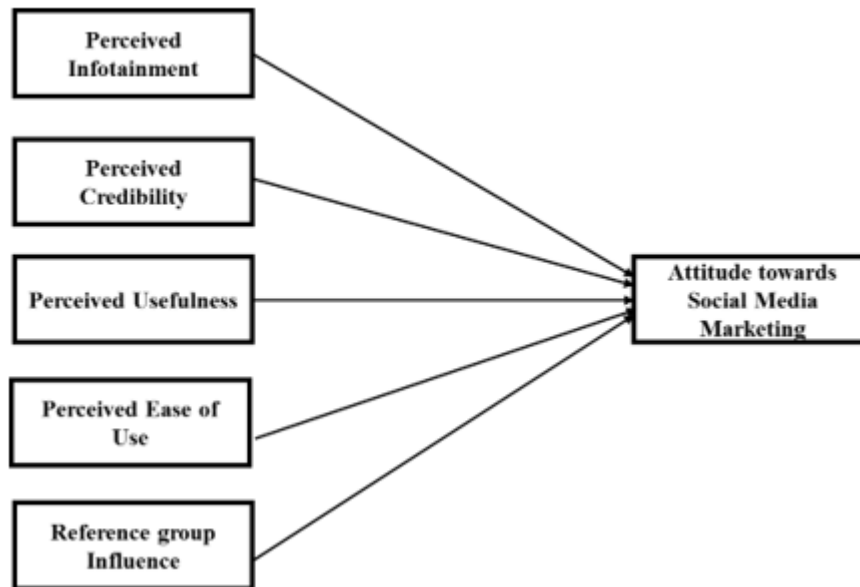 Perceived
Infotainment
Perceived
Credibility
Perceived Usefulness
Perceived Ease of
Use
Reference group
Influence
Attitude towards
Social Media
Marketing